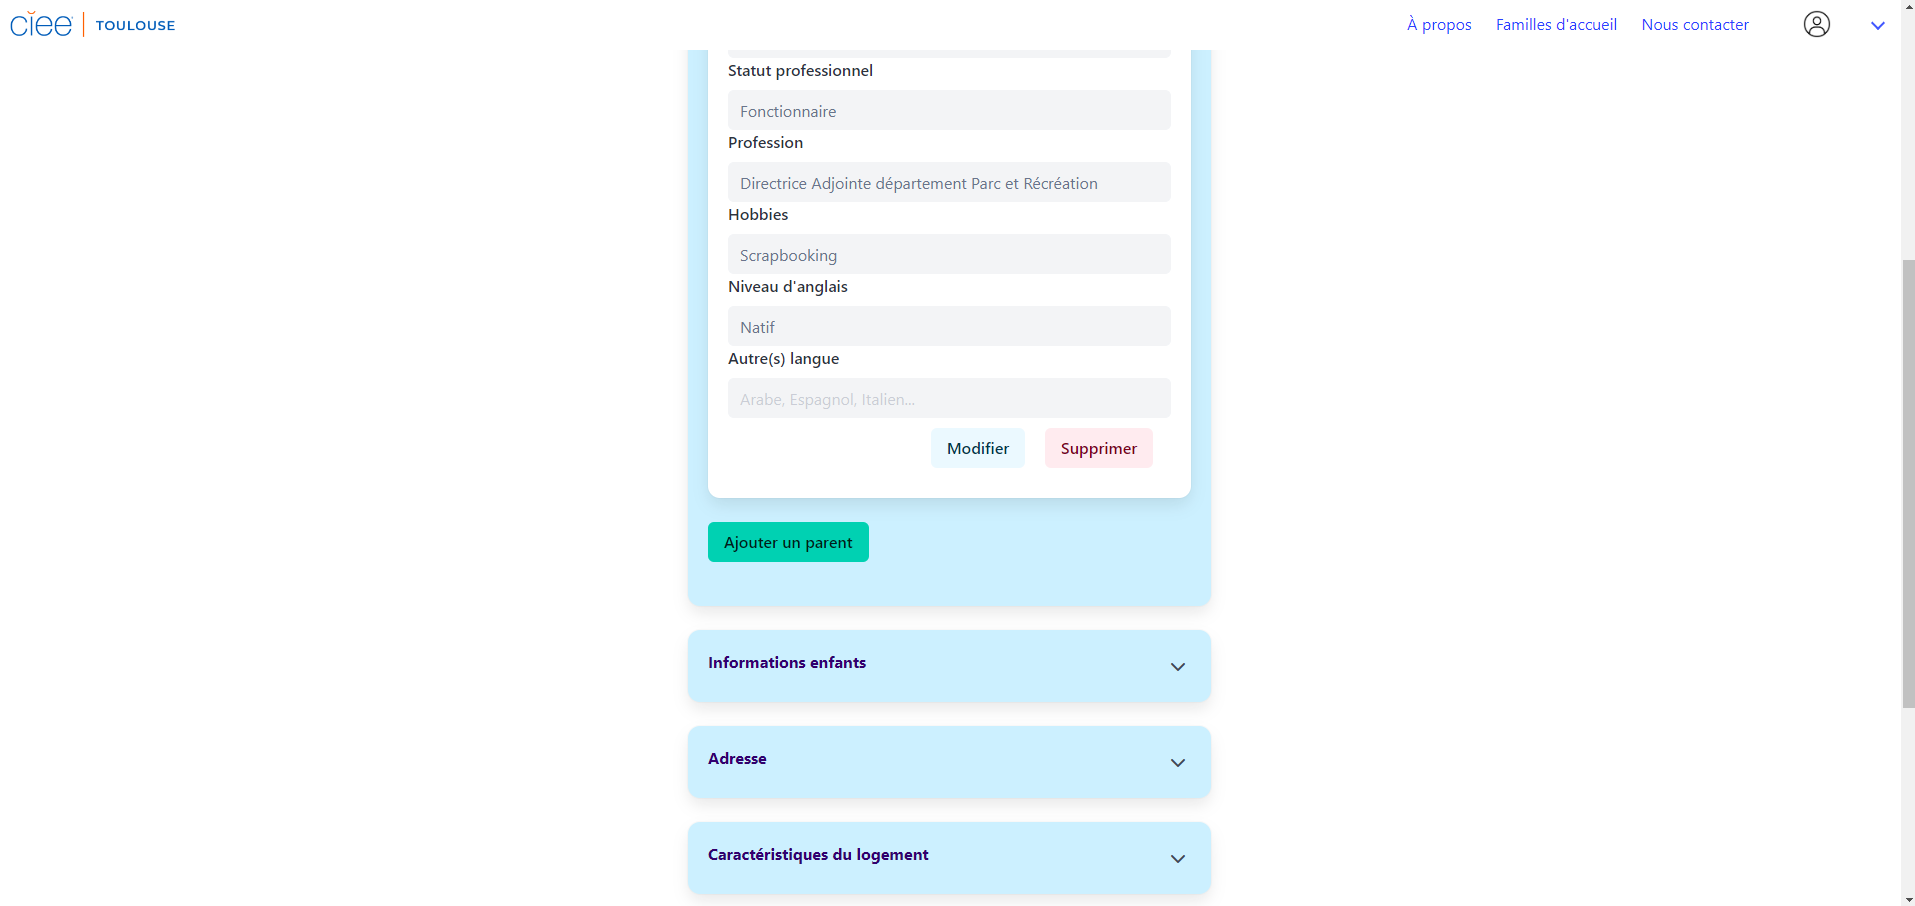 ciee TOULOUSE
À propos
Familles d'accueil
Nous contacter
Statut professionnel
Fonctionnaire
Profession
Directrice Adjointe département Parc et Récréation
Hobbies
Scrapbooking
Niveau d'anglais
Natif
Autre(s) langue
Arabe, Espagnol, Italien...
Modifier
Supprimer
Ajouter un parent
Informations enfants
Adresse
Caractéristiques du logement